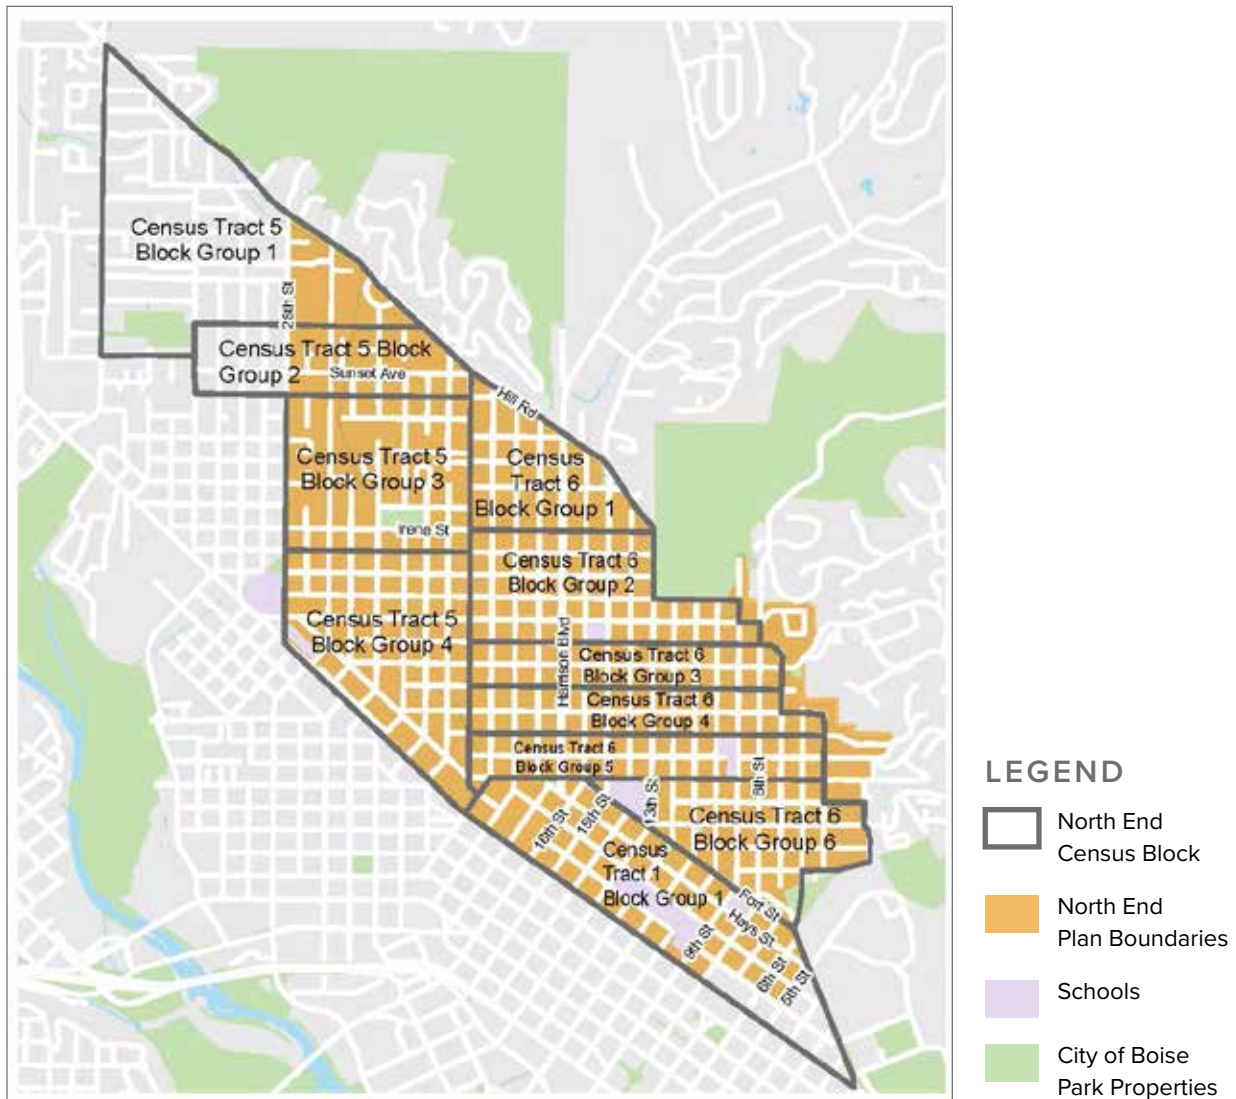 Census Tract 5
Block Group 1
28th St
Census Tract 5 Block
Group 2
Sunset Ave
Hill Rd
Census Tract 5
Block Group 3
Census
Tract 6
Block Group 1
Irene St
Census Tract 6
Block Group 2
Census Tract 5
Block Group 4
Harrison Blvd
Census Tract 6
Block Group 3
Census Tract 6
Block Group 4
Census Tract 6
Block Group 5
8th St
13th St
15th St
16th St
Census Tract 6
Block Group 6
Census
Tract 1
Block Group 1
Fort St
Hays St
9th St
6th St
5th St
LEGEND
North End
Census Block
North End
Plan Boundaries
Schools
City of Boise
Park Properties